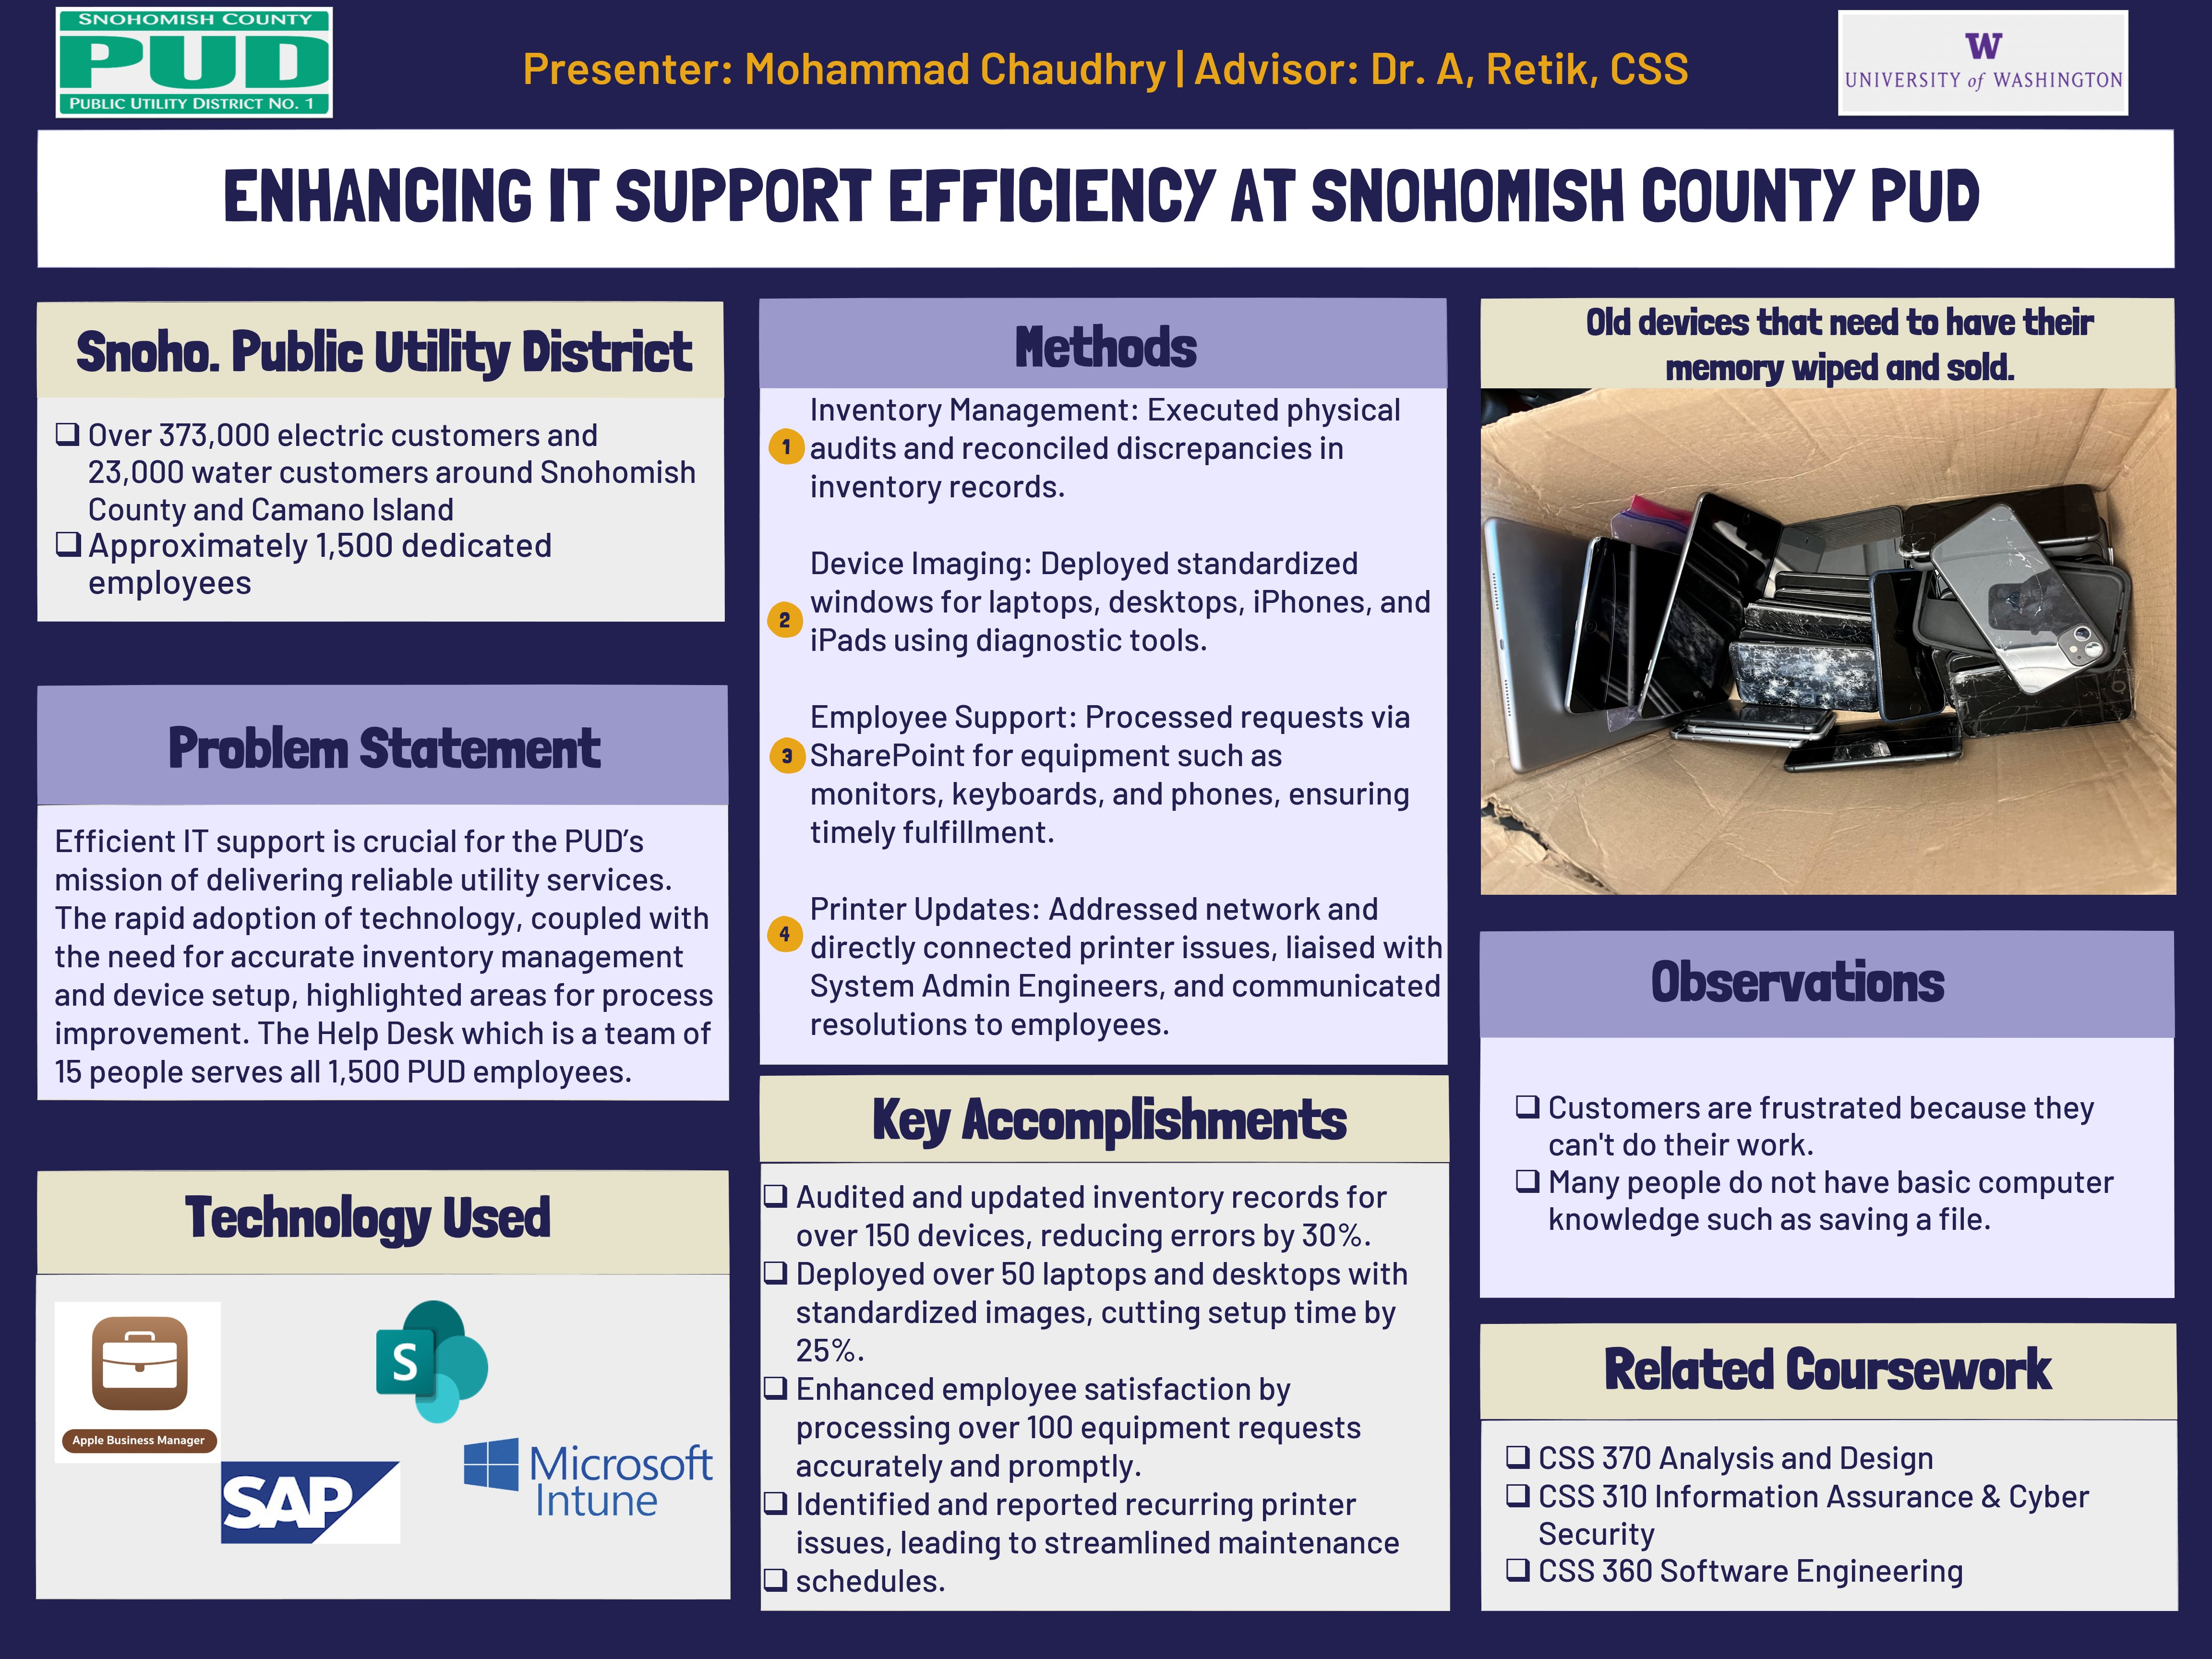 SNOHOMISH COUNTY
PUD
PUBLIC UTILITY DISTRICT NO. 1
Presenter: Mohammad Chaudhry | Advisor: Dr. A, Retik, CSS
W
UNIVERSITY of WASHINGTON
ENHANCING IT SUPPORT EFFICIENCY AT SNOHOMISH COUNTY PUD
Snoho. Public Utility District
❑ Over 373,000 electric customers and
23,000 water customers around Snohomish
County and Camano Island
❑ Approximately 1,500 dedicated
employees
Problem Statement
Efficient IT support is crucial for the PUD’s
mission of delivering reliable utility services.
The rapid adoption of technology, coupled with
the need for accurate inventory management
and device setup, highlighted areas for process
improvement. The Help Desk which is a team of
15 people serves all 1,500 PUD employees.
Technology Used
Apple Business Manager
S
SAP
Microsoft
Intune
Methods
Inventory Management: Executed physical
1 audits and reconciled discrepancies in
inventory records.
Device Imaging: Deployed standardized
2 windows for laptops, desktops, iPhones, and
iPads using diagnostic tools.
Employee Support: Processed requests via
3 SharePoint for equipment such as
monitors, keyboards, and phones, ensuring
timely fulfillment.
Printer Updates: Addressed network and
4 directly connected printer issues, liaised with
System Admin Engineers, and communicated
resolutions to employees.
Key Accomplishments
❑ Audited and updated inventory records for
over 150 devices, reducing errors by 30%.
❑ Deployed over 50 laptops and desktops with
standardized images, cutting setup time by
25%.
❑ Enhanced employee satisfaction by
processing over 100 equipment requests
accurately and promptly.
❑ Identified and reported recurring printer
issues, leading to streamlined maintenance
❑ schedules.
Old devices that need to have their
memory wiped and sold.
Observations
❑ Customers are frustrated because they
can't do their work.
❑ Many people do not have basic computer
knowledge such as saving a file.
Related Coursework
❑ CSS 370 Analysis and Design
❑ CSS 310 Information Assurance & Cyber
Security
❑ CSS 360 Software Engineering